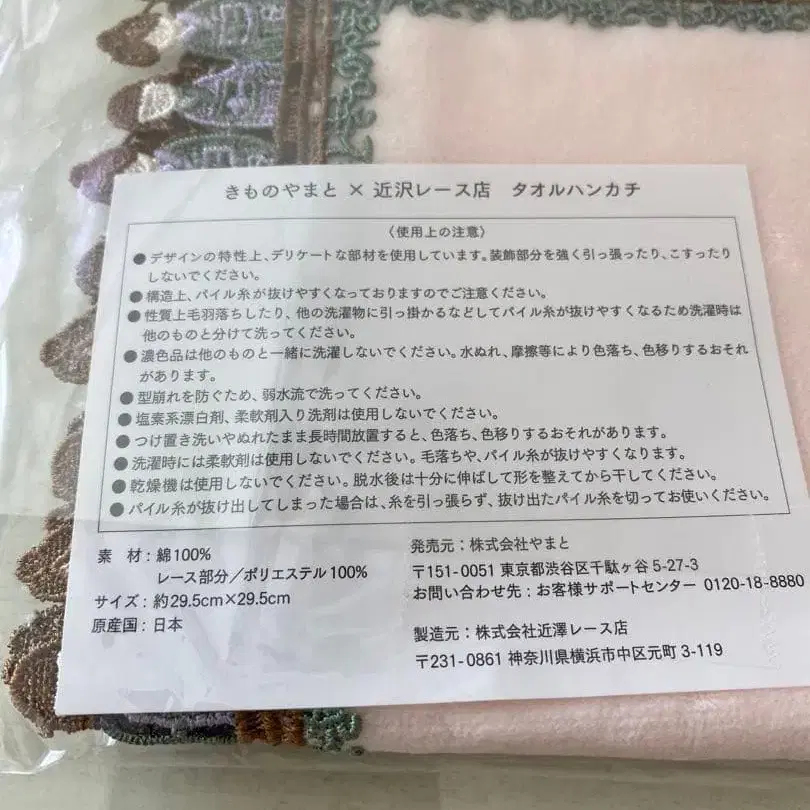 きものやまと × 近沢レース店　タオルハンカチ
〈使用上の注意〉
●デザインの特性上、デリケートな部材を使用しています。装飾部分を強く引っ張ったり、こすったり
しないでください。
●構造上、パイル糸が抜けやすくなっておりますのでご注意ください。
●性質上毛羽落ちしたり、他の洗濯物に引っ掛かるなどしてパイル糸が抜けやすくなるため洗濯時は
他のものと分けて洗ってください。
●濃色品は他のものと一緒に洗濯しないでください。水ぬれ、摩擦等により色落ち、色移りするおそれ
があります。
●型崩れを防ぐため、弱水流で洗ってください。
●塩素系漂白剤、柔軟剤入り洗剤は使用しないでください。
●つけ置き洗いやぬれたまま長時間放置すると、色落ち、色移りするおそれがあります。
●洗濯時には柔軟剤は使用しないでください。毛落ちや、パイル糸が抜けやすくなります。
●乾燥機は使用しないでください。脱水後は十分に伸ばして形を整えてから干してください。
●パイル糸が抜け出してしまった場合は、糸を引っ張らず、抜け出たパイル糸を切ってお使いください。
素　材：綿100%
レース部分／ポリエステル100%
サイズ：約29.5cm×29.5cm
原産国：日本
発売元：株式会社やまと
〒151-0051 東京都渋谷区千駄ヶ谷5-27-3
お問い合わせ先：お客様サポートセンター 0120-18-8880
製造元：株式会社近澤レース店
〒231-0861 神奈川県横浜市中区元町3-119